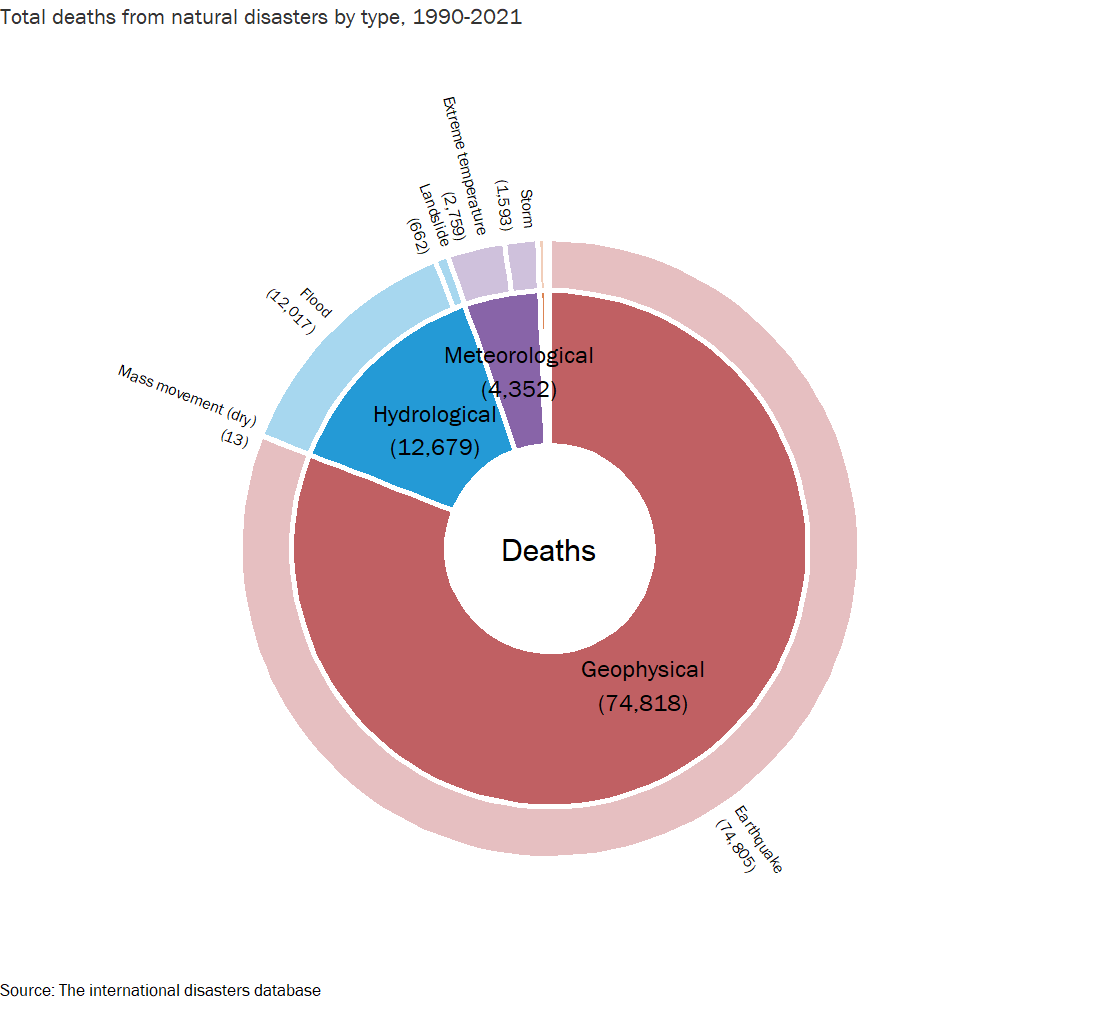 Total deaths from natural disasters by type, 1990-2021
Extreme temperature
(2,759)
Landslide
(662)
Storm
(1,593)
Flood
(12,017)
Mass movement (dry)
(13)
Meteorological
(4,352)
Hydrological
(12,679)
Deaths
Geophysical
(74,818)
Earthquake
(74,805)
Source: The international disasters database